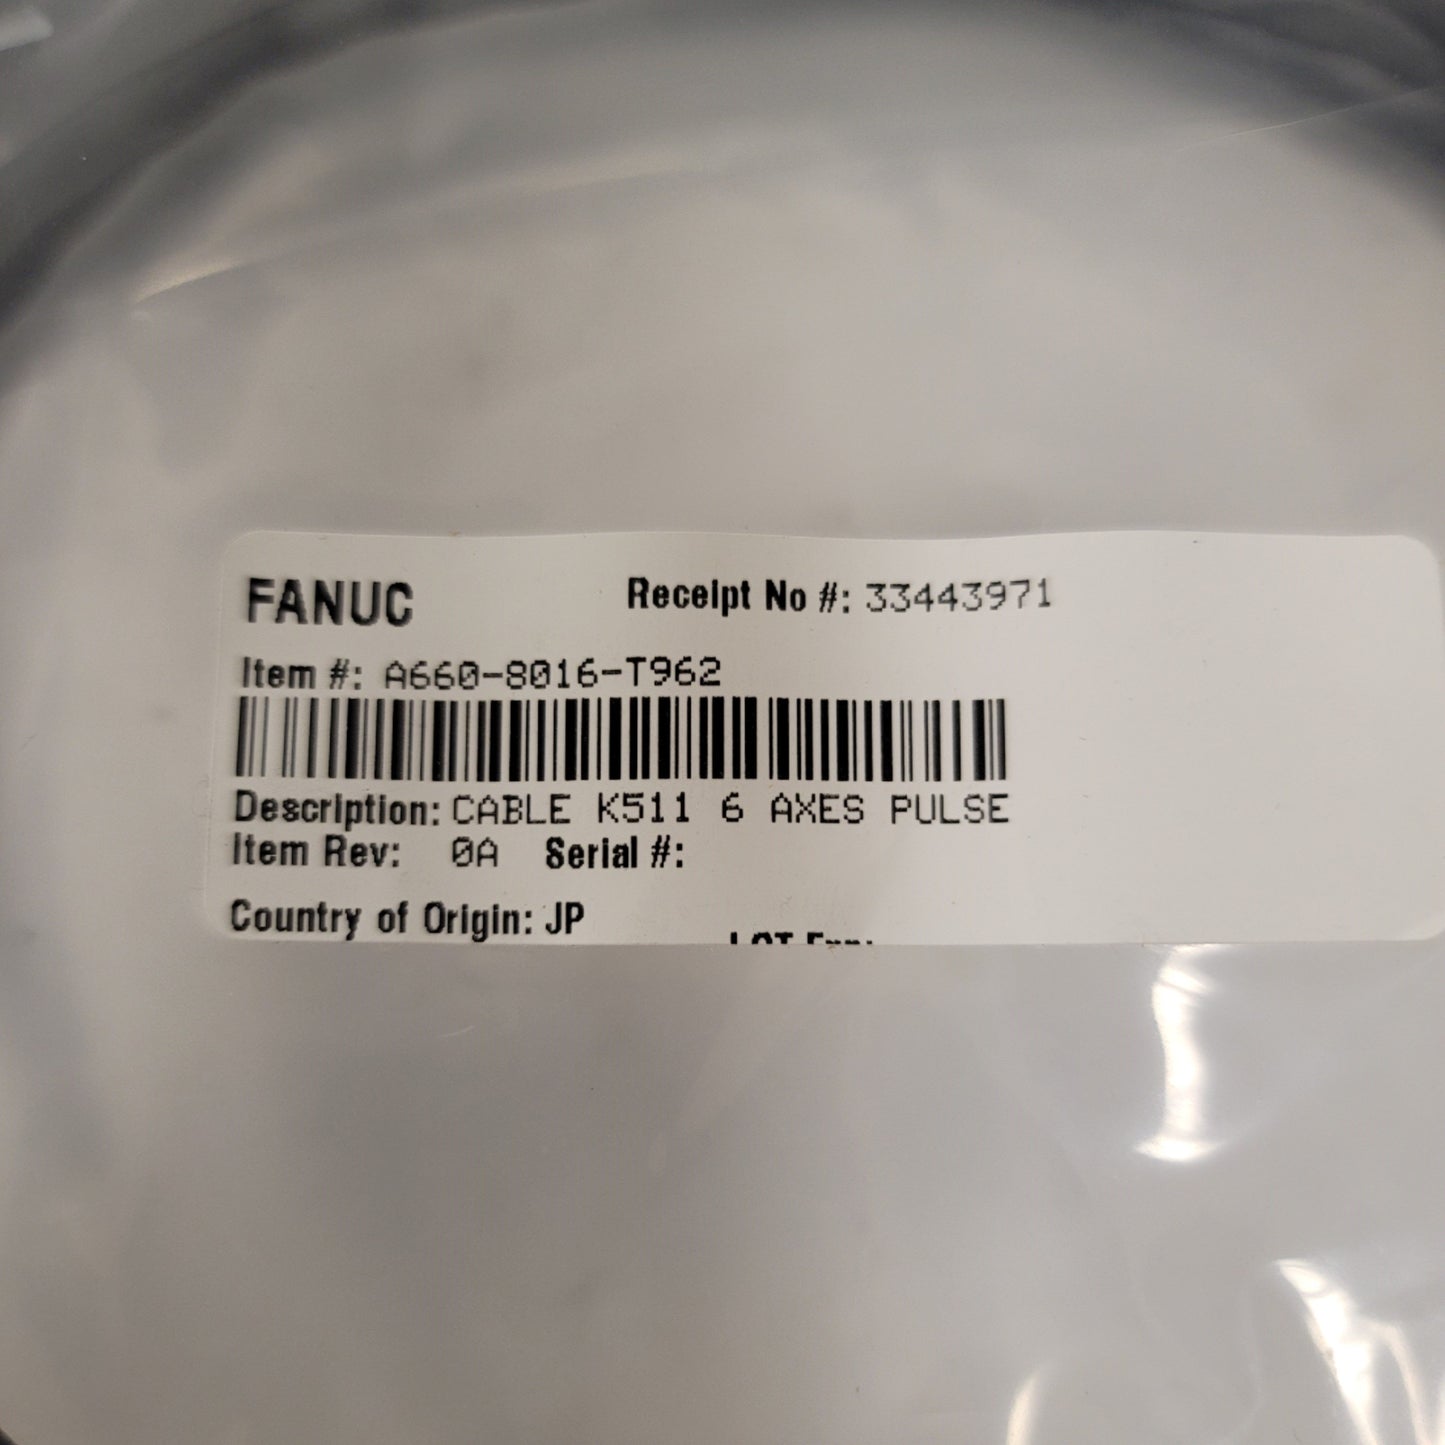 FANUC Receipt No #: 33443971
Item #: A660-8016-T962
Description: CABLE K511 6 AXES PULSE
Item Rev: 0A Serial #:
Country of Origin: JP